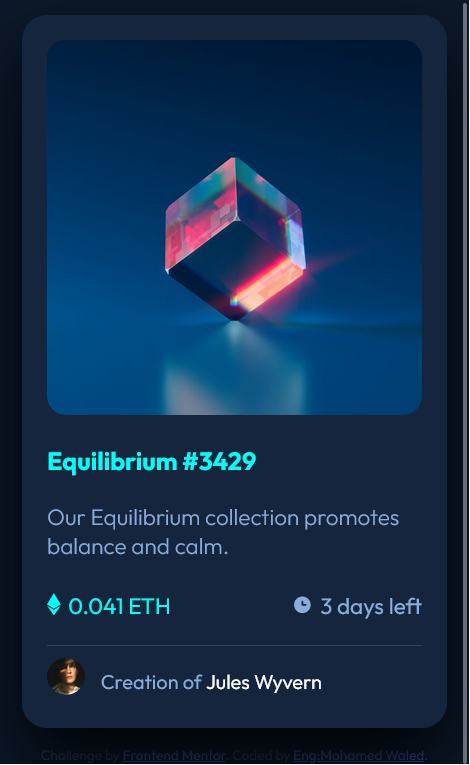 Equilibrium #3429
Our Equilibrium collection promotes
balance and calm.
0.041 ETH 3 days left
Creation of Jules Wyvern
Challenge by Frontend Mentor. Coded by Eng:Mohamed Waled.